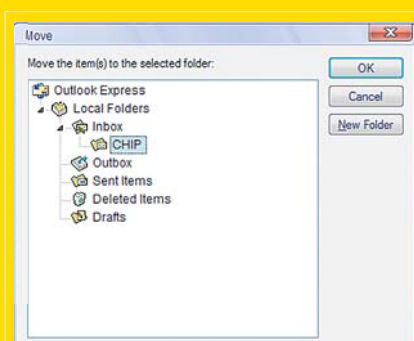 Move
Move the item(s) to the selected folder:
OK
Outlook Express
Cancel
Local Folders
Inbox
New Folder
CHIP
Outbox
Sent Items
Deleted Items
Drafts